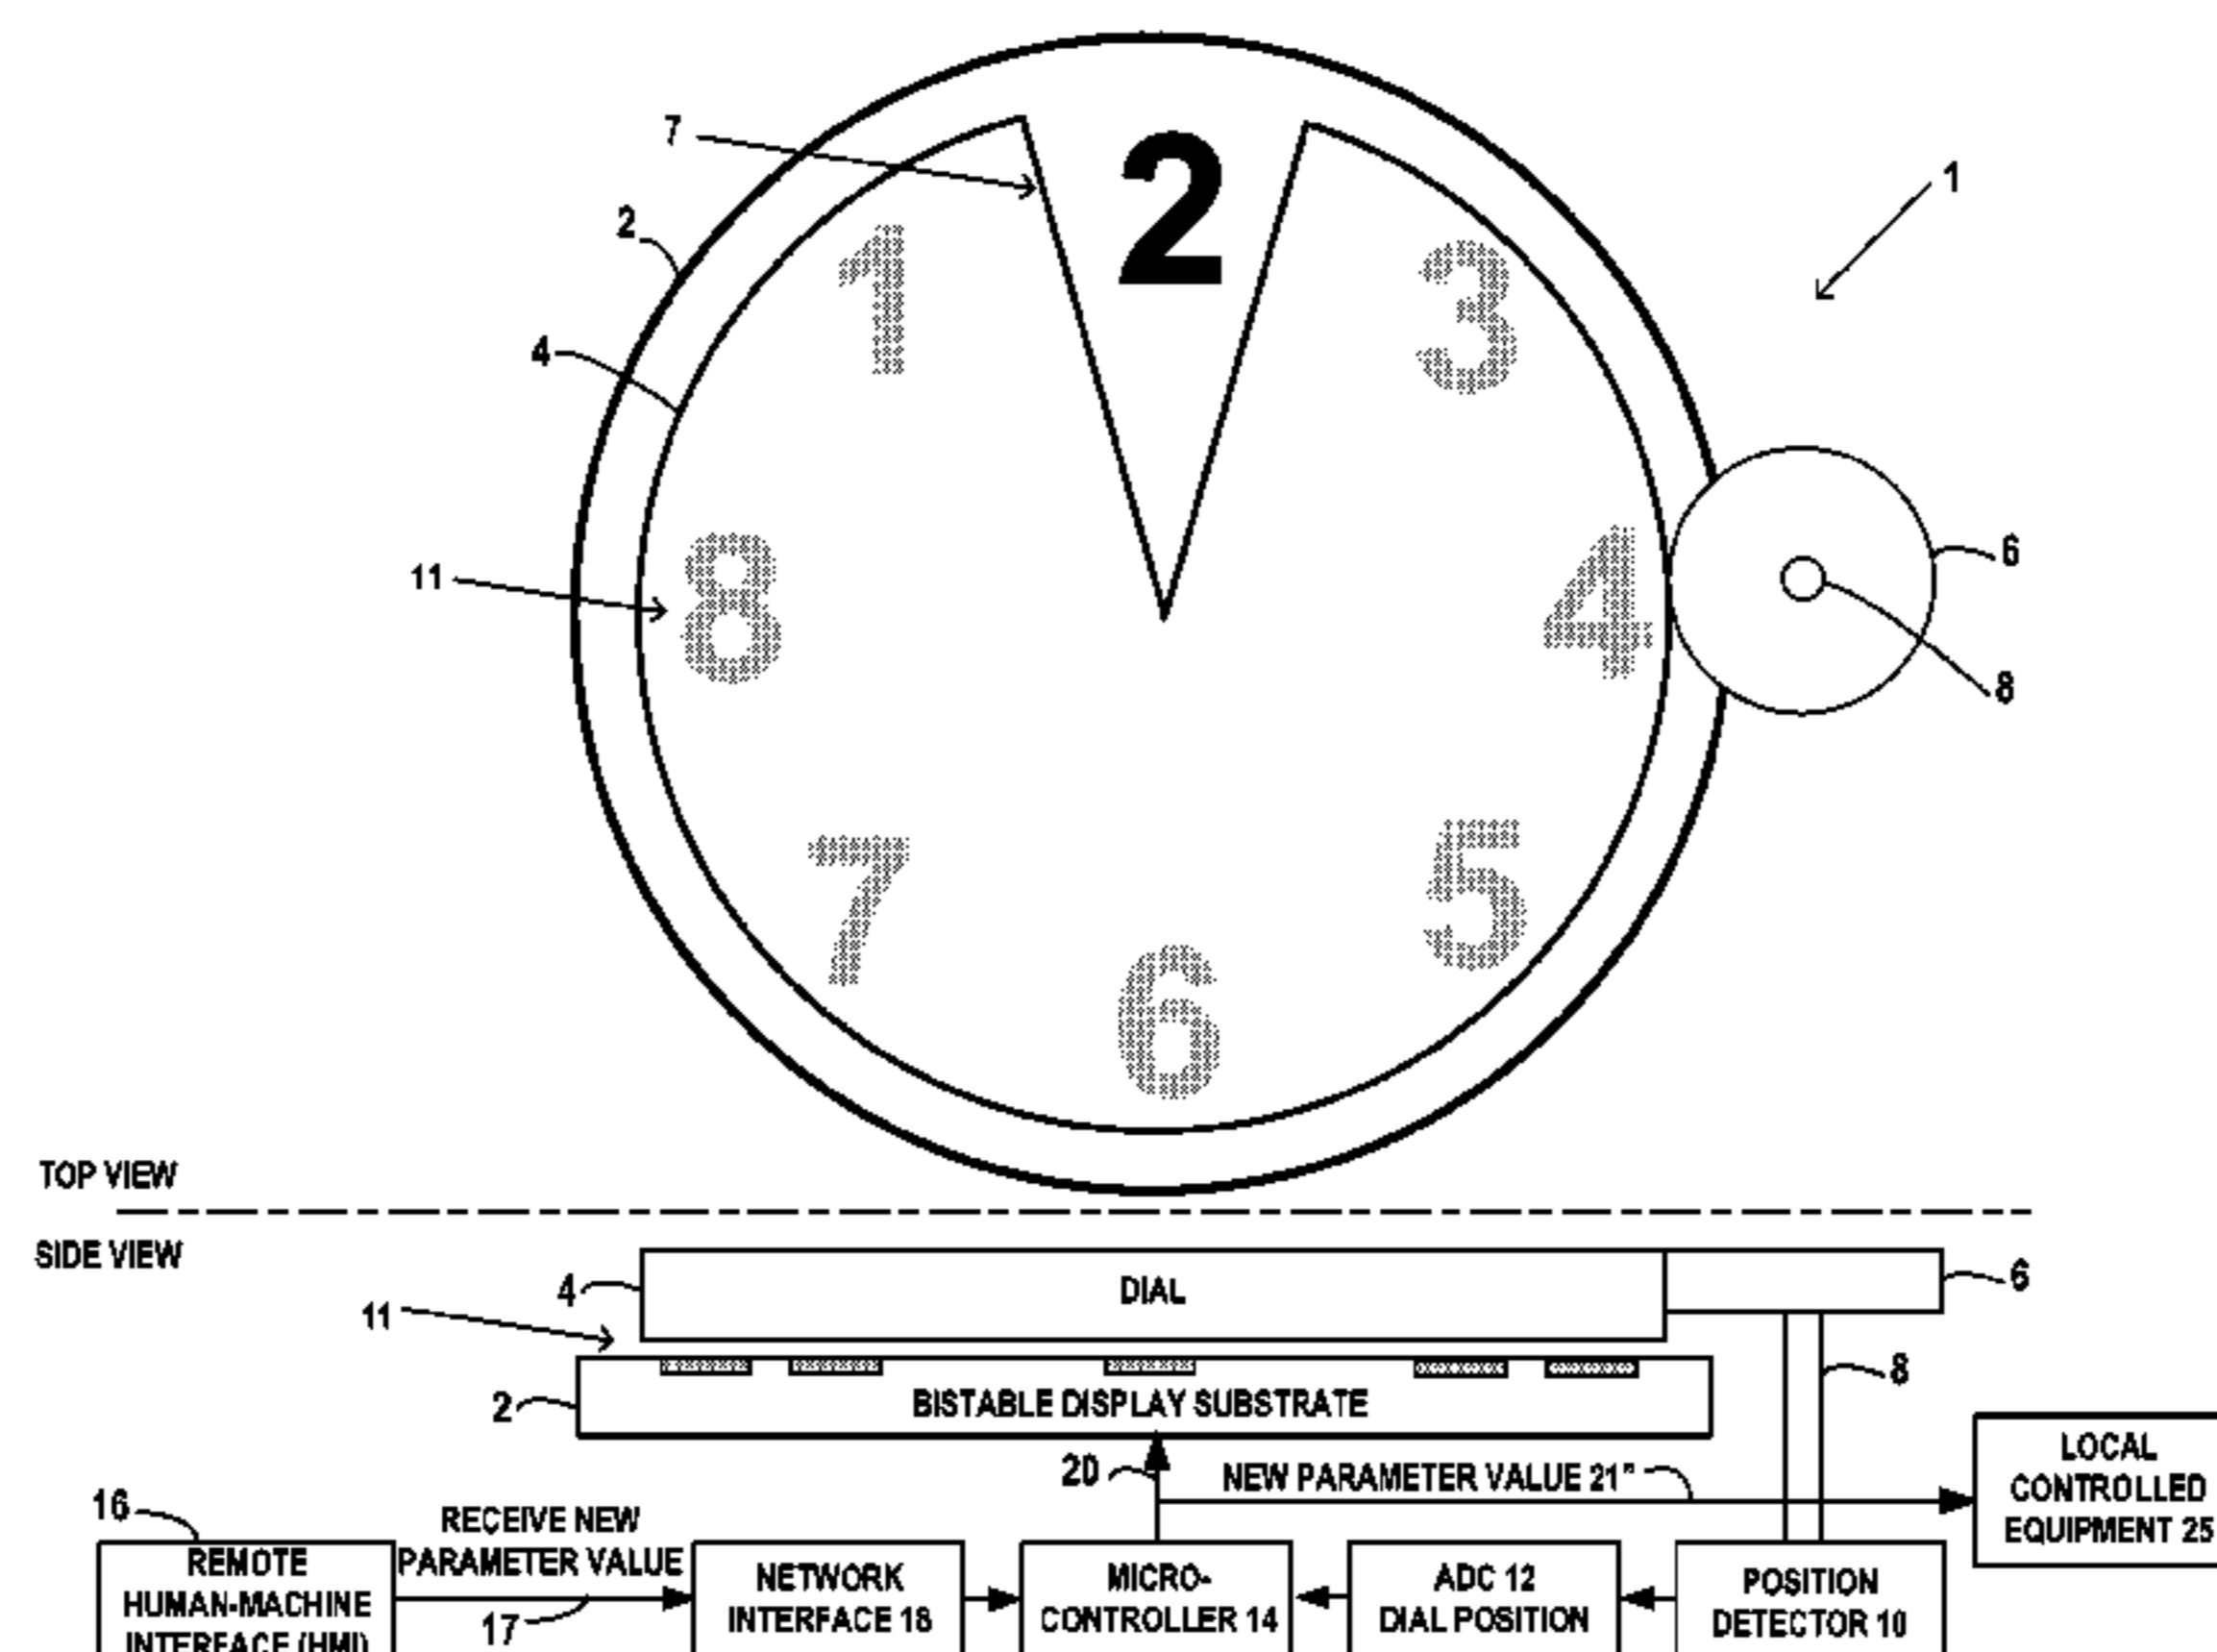 7
2
1
2
1
3
4
11
8
4
6
8
7
5
6
TOP VIEW
SIDE VIEW
4
DIAL
6
11
8
2
BISTABLE DISPLAY SUBSTRATE
20
NEW PARAMETER VALUE 21"
LOCAL
CONTROLLED
EQUIPMENT 25
16
RECEIVE NEW
PARAMETER VALUE
17
REMOTE
HUMAN-MACHINE
INTERFACE (HMI)
NETWORK
INTERFACE 18
MICRO-
CONTROLLER 14
ADC 12
DIAL POSITION
POSITION
DETECTOR 10